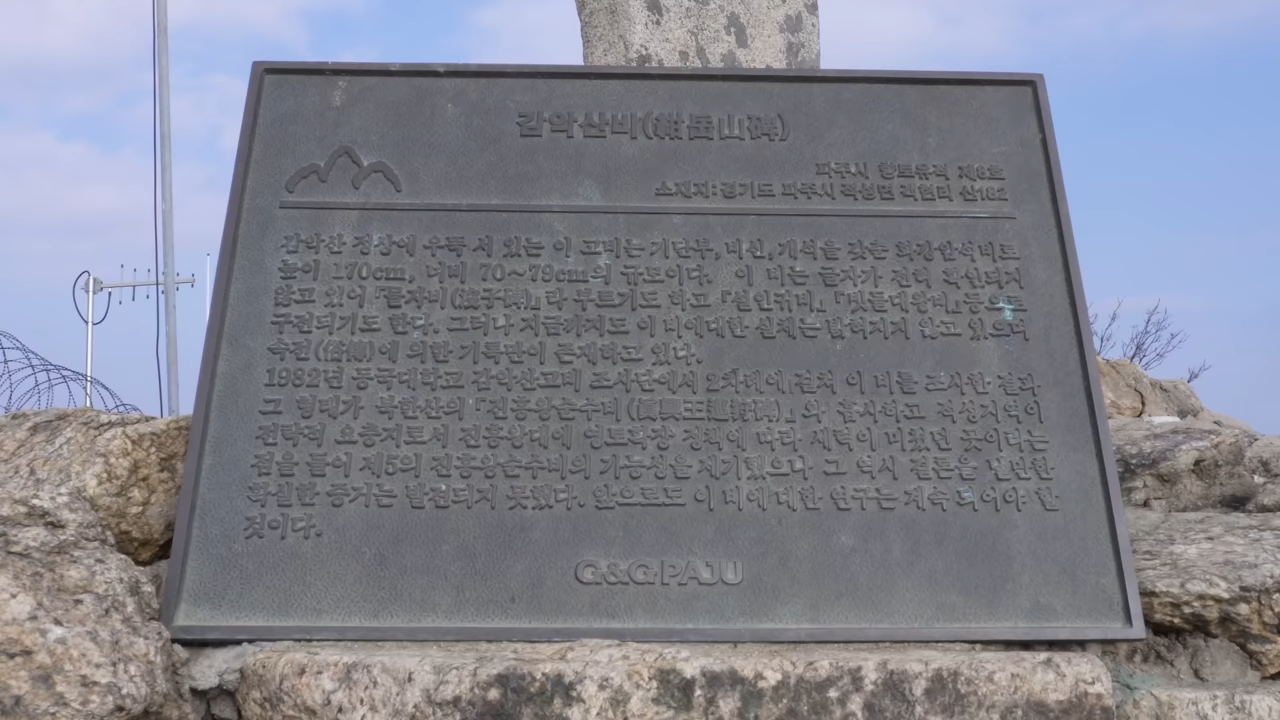 감악산비(紺岳山碑)
파주시 향토유적 제8호
소재지:경기도 파주시 적성면 객현리 산182
감악산 정상에 우뚝 서 있는 이 고비는 기단부, 비신, 개석을 갖춘 화강암석비로
높이 170cm, 너비 70~79cm의 규모이다. 이 비는 글자가 전혀 확인되지
않고 있어 『몰자비(沒字碑)』라 부르기도 하고 『설인귀비』, 『빗돌대왕비』등으로
구전되기도 한다. 그러나 지금까지도 이 비에대한 실체는 밝혀지지 않고 있으며
속전(俗傳)에 의한 기록만이 존재하고 있다.
1982년 동국대학교 감악산고비 조사단에서 2차례에 걸쳐 이 비를 조사한 결과
그 형태가 북한산의 『진흥왕순수비(眞興王巡狩碑)』와 흡사하고 적성지역이
전략적 요충지로서 진흥왕대에 영토확장 정책에 따라 세력이 미쳤던 곳이라는
점을 들어 제5의 진흥왕순수비의 가능성을 제기했으나 그 역시 결론을 만한
확실한 증거는 발견되지 못했다. 앞으로도 이 비에 대한 연구는 계속 되어야 할
것이다.
G&G PAJU